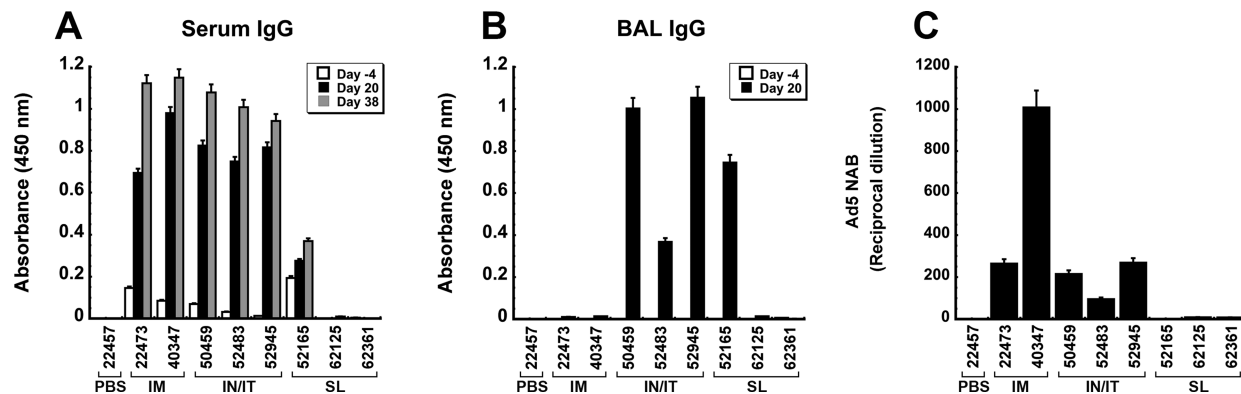 A
Serum IgG
Absorbance (450 nm)
1.2
1
0.8
0.6
0.4
0.2
0
Day -4
Day 20
Day 38
22457
22473
40347
50459
52483
52945
52165
62125
62361
PBS
IM
IN/IT
SL
B
BAL IgG
Absorbance (450 nm)
1.2
1
0.8
0.6
0.4
0.2
0
Day -4
Day 20
22457
22473
40347
50459
52483
52945
52165
62125
62361
PBS
IM
IN/IT
SL
C
Ad5 NAB
(Reciprocal dilution)
1200
1000
800
600
400
200
0
22457
22473
40347
50459
52483
52945
52165
62125
62361
PBS
IM
IN/IT
SL